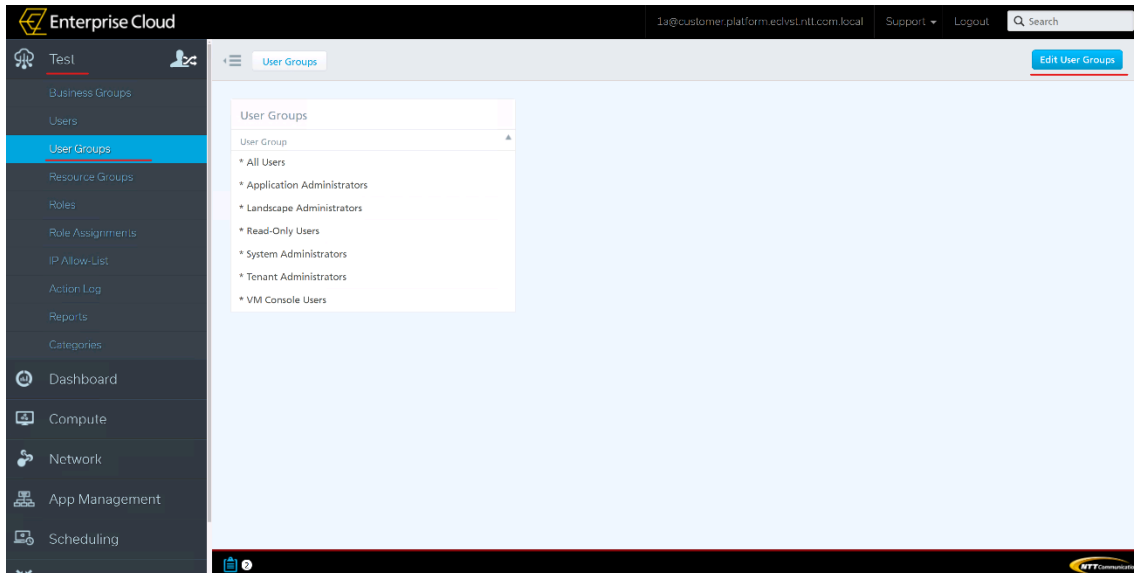 Enterprise Cloud
1a@customer.platform.eclvst.ntt.com.local Support Logout Search
Test
Business Groups
Users
User Groups
Resource Groups
Roles
Role Assignments
IP Allow-List
Action Log
Reports
Categories
Dashboard
Compute
Network
App Management
Scheduling
User Groups
Edit User Groups
User Groups
User Group
* All Users
* Application Administrators
* Landscape Administrators
* Read-Only Users
* System Administrators
* Tenant Administrators
* VM Console Users
2
NTT Communications